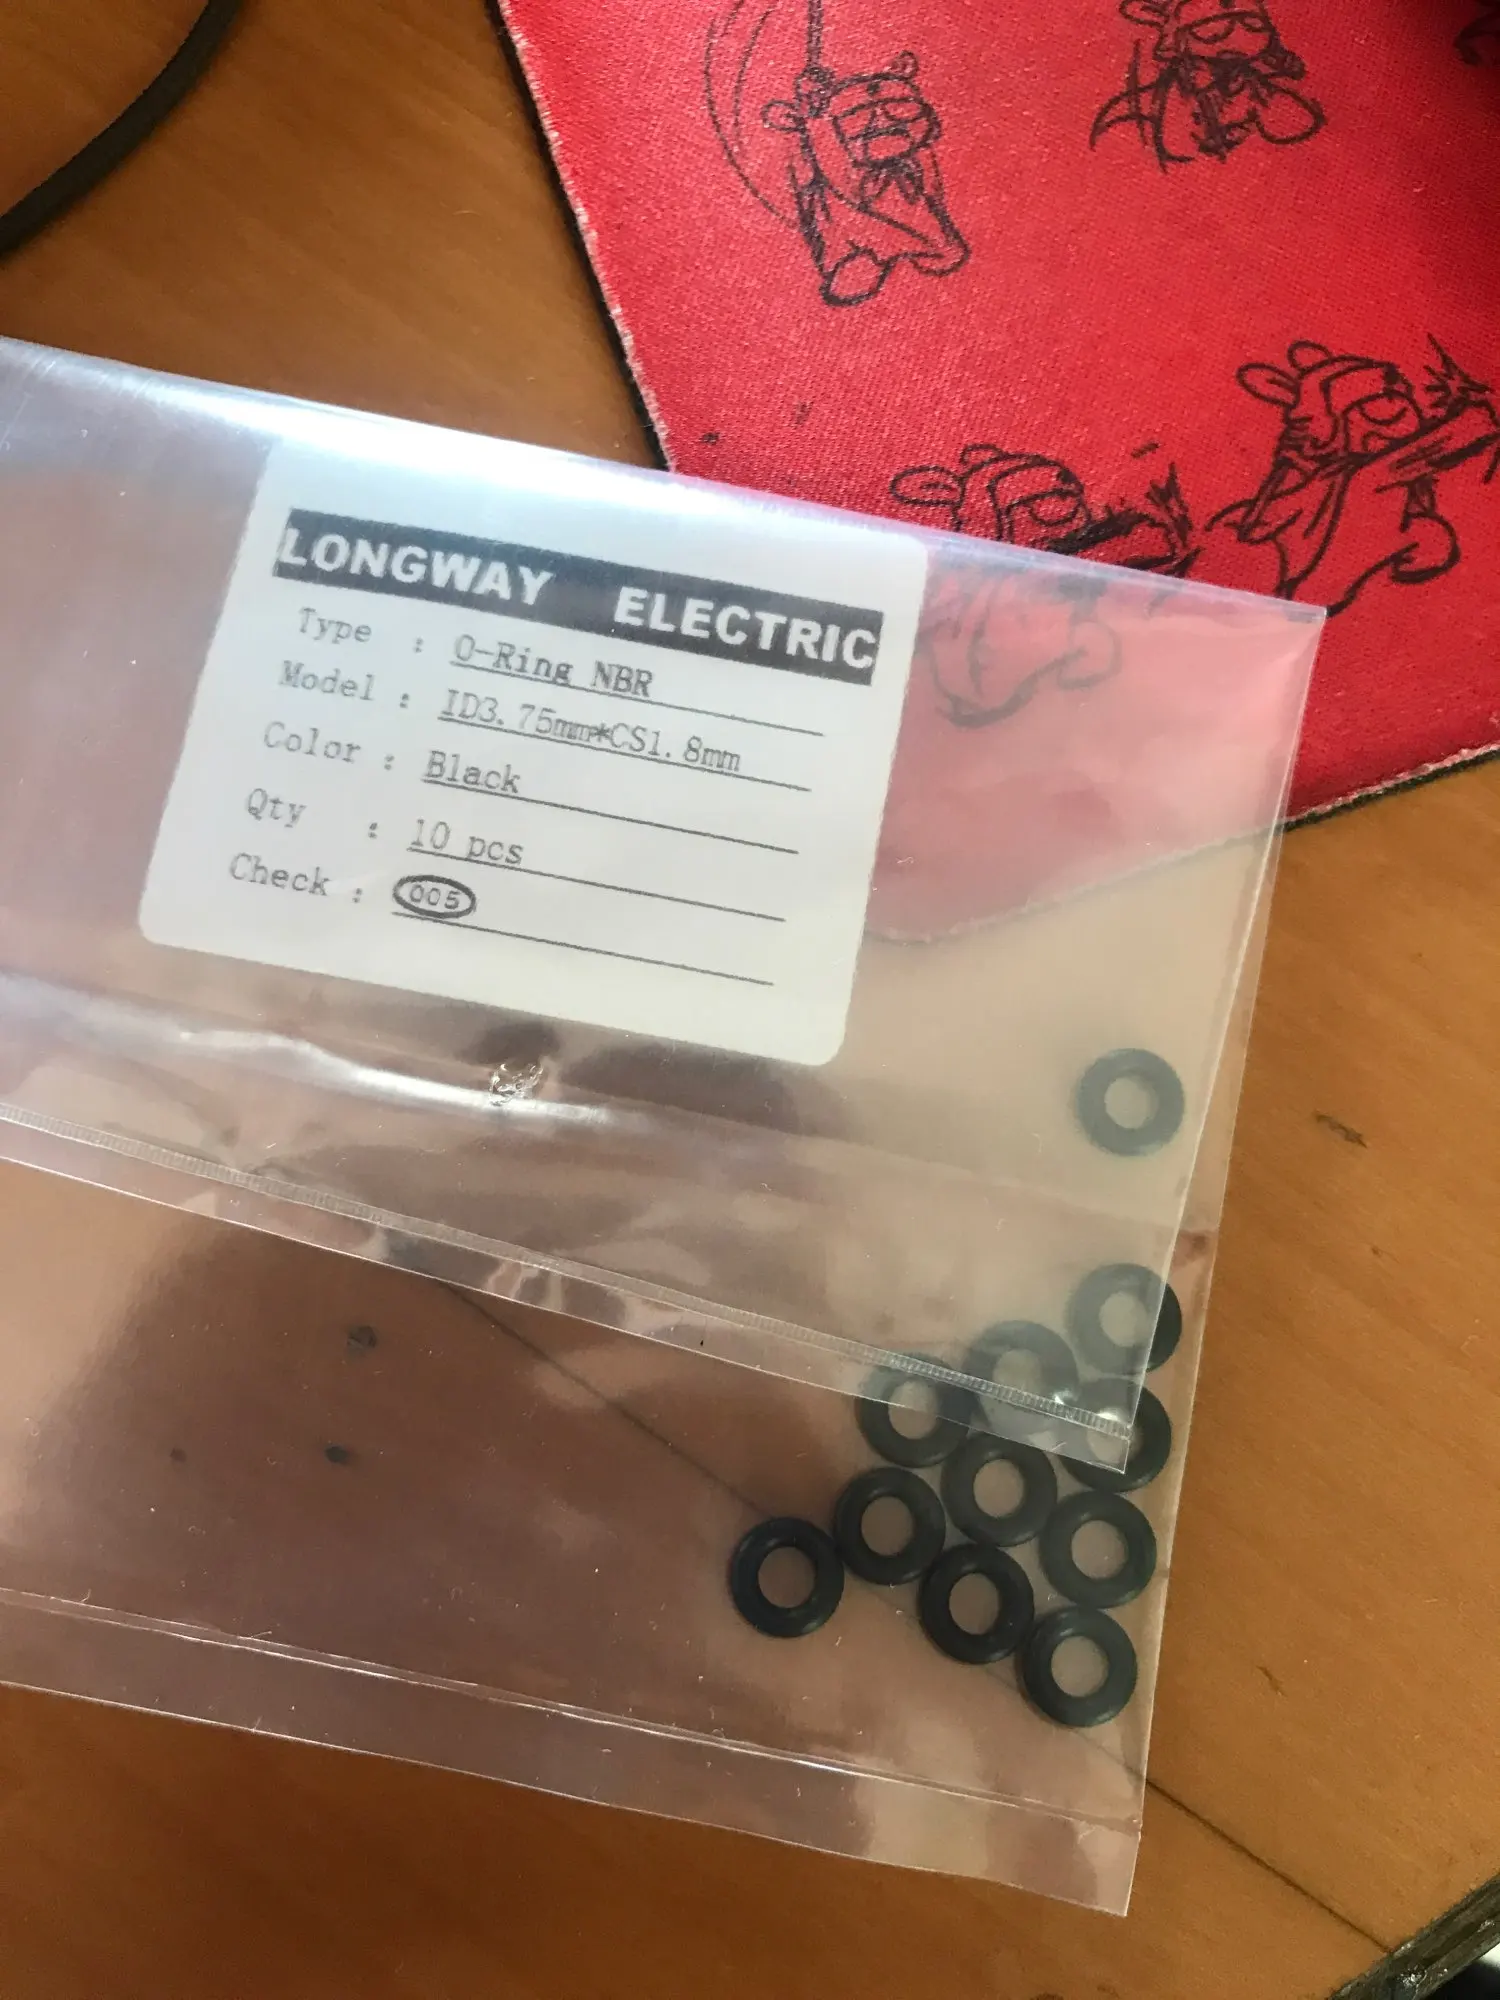 LONGWAY ELECTRIC
Type : O-Ring NBR
Model : ID3.75mm*CS1.8mm
Color : Black
Qty : 10 pcs
Check : 005